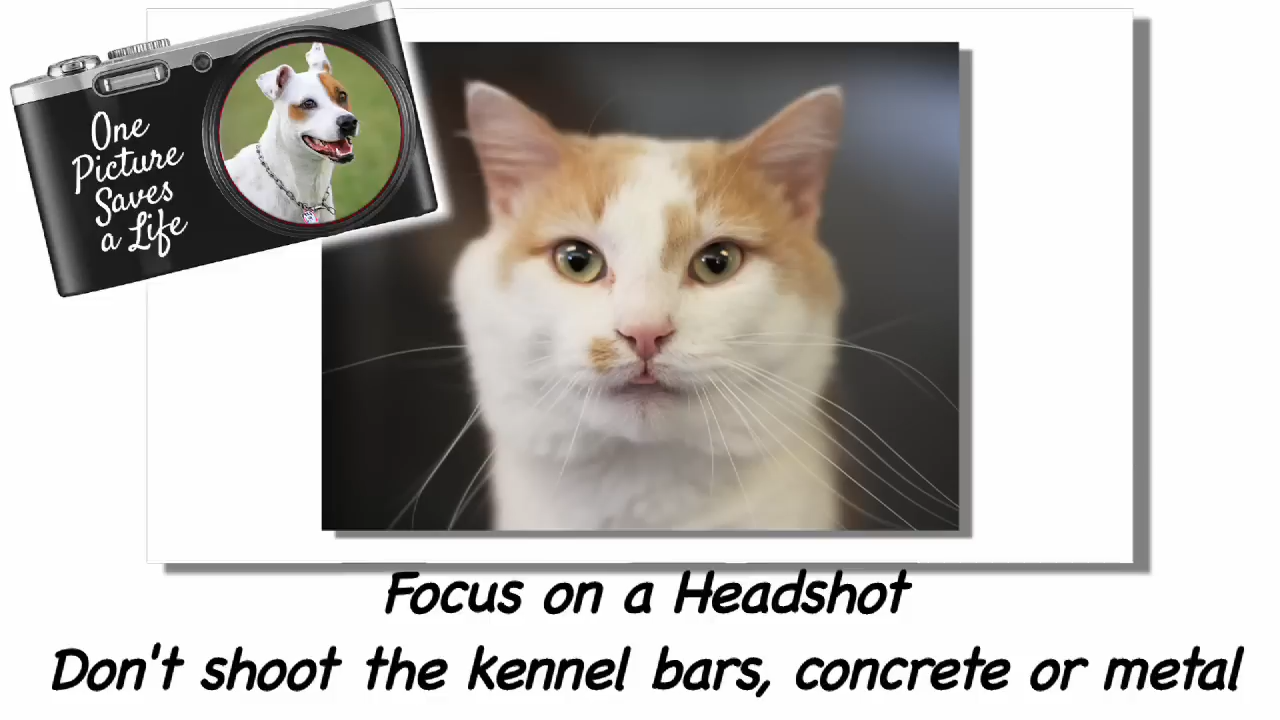 One
Picture
Saves
a Life
Focus on a Headshot
Don't shoot the kennel bars, concrete or metal